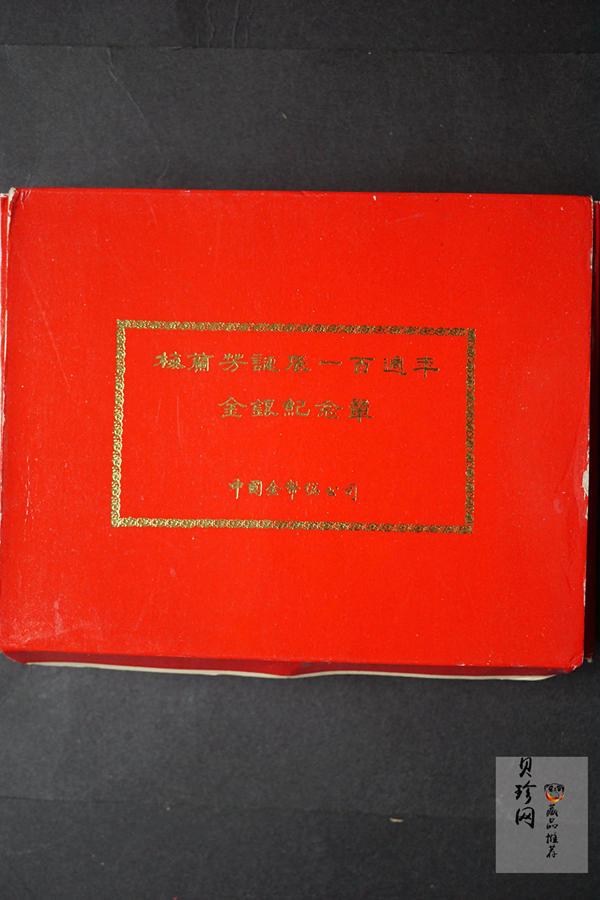 梅蘭芳誕辰一百週年
金銀紀念章
中國金幣總公司
贝珍网
藏品推荐